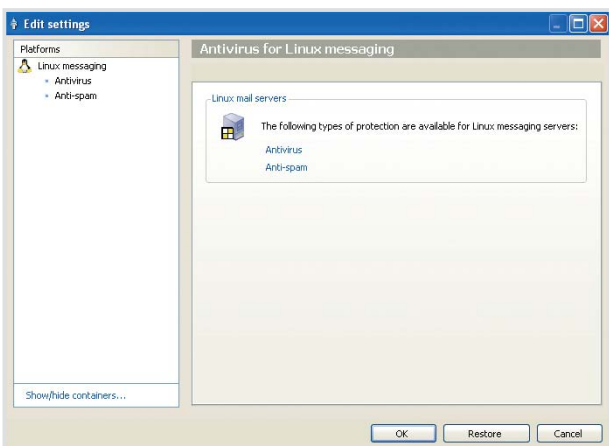 Edit settings
Platforms
Linux messaging
Antivirus
Anti-spam
Show/hide containers...
Antivirus for Linux messaging
Linux mail servers
The following types of protection are available for Linux messaging servers:
Antivirus
Anti-spam
OK
Restore
Cancel